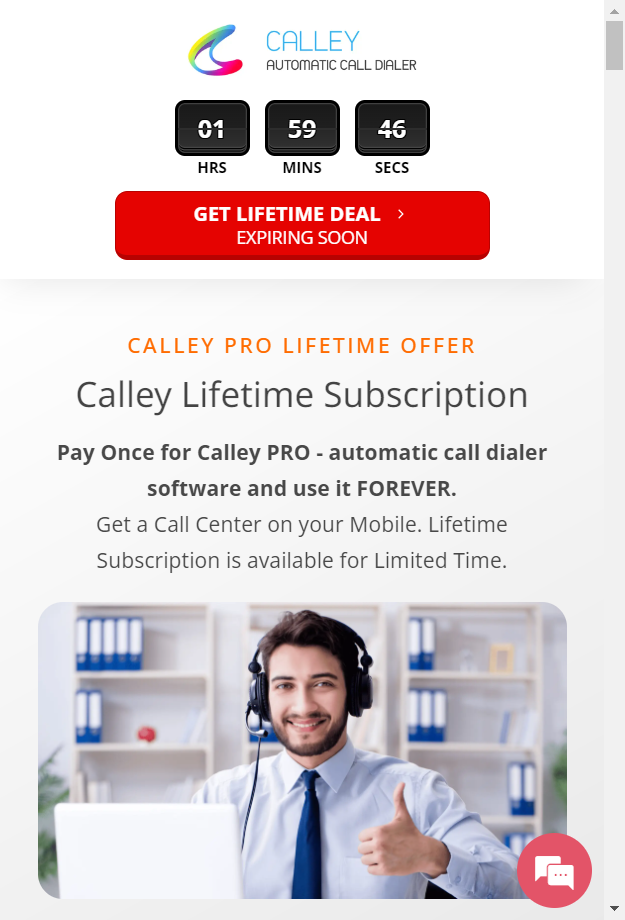 CALLEY
AUTOMATIC CALL DIALER
01 59 46
HRS MINS SECS
GET LIFETIME DEAL >
EXPIRING SOON
CALLEY PRO LIFETIME OFFER
Calley Lifetime Subscription
Pay Once for Calley PRO - automatic call dialer
software and use it FOREVER.
Get a Call Center on your Mobile. Lifetime
Subscription is available for Limited Time.